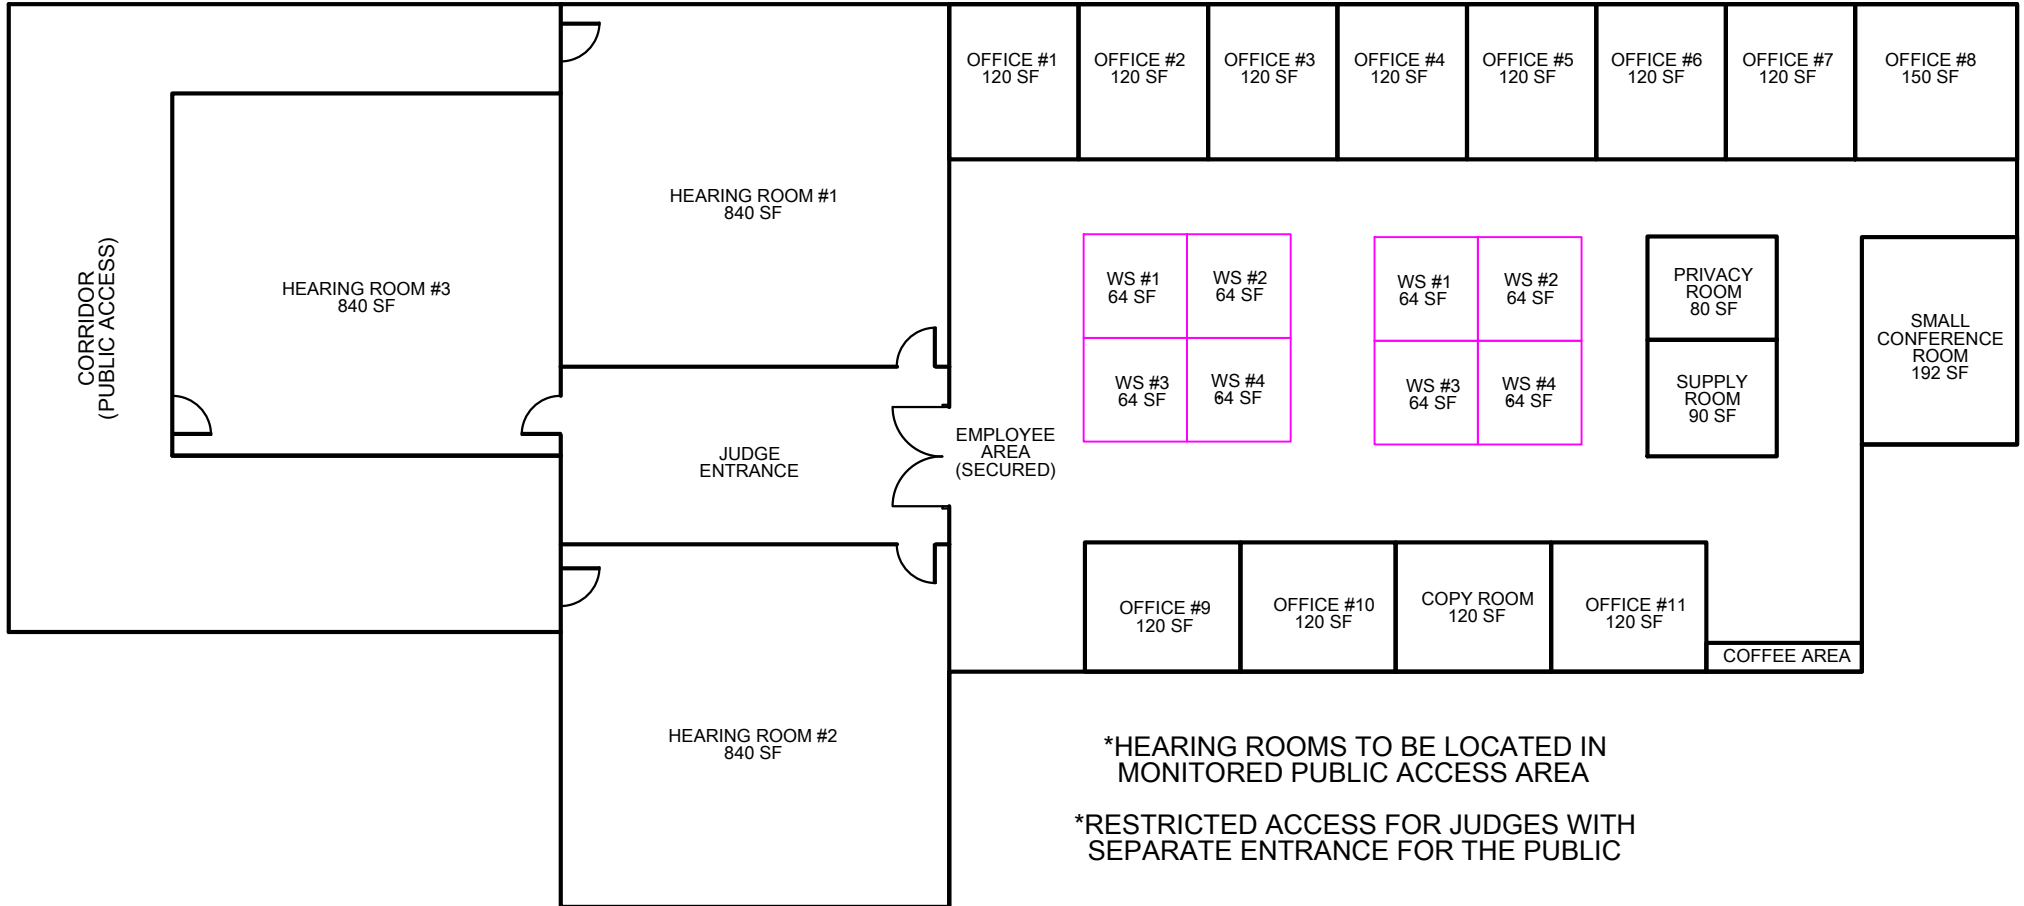 OFFICE #1
120 SF
OFFICE #2
120 SF
OFFICE #3
120 SF
OFFICE #4
120 SF
OFFICE #5
120 SF
OFFICE #6
120 SF
OFFICE #7
120 SF
OFFICE #8
150 SF
HEARING ROOM #1
840 SF
HEARING ROOM #3
840 SF
CORRIDOR
(PUBLIC ACCESS)
WS #1
64 SF
WS #2
64 SF
WS #3
64 SF
WS #4
64 SF
WS #1
64 SF
WS #2
64 SF
WS #3
64 SF
WS #4
64 SF
PRIVACY
ROOM
80 SF
SUPPLY
ROOM
90 SF
SMALL
CONFERENCE
ROOM
192 SF
JUDGE
ENTRANCE
EMPLOYEE
AREA
(SECURED)
OFFICE #9
120 SF
OFFICE #10
120 SF
COPY ROOM
120 SF
OFFICE #11
120 SF
COFFEE AREA
HEARING ROOM #2
840 SF
*HEARING ROOMS TO BE LOCATED IN
MONITORED PUBLIC ACCESS AREA
*RESTRICTED ACCESS FOR JUDGES WITH
SEPARATE ENTRANCE FOR THE PUBLIC